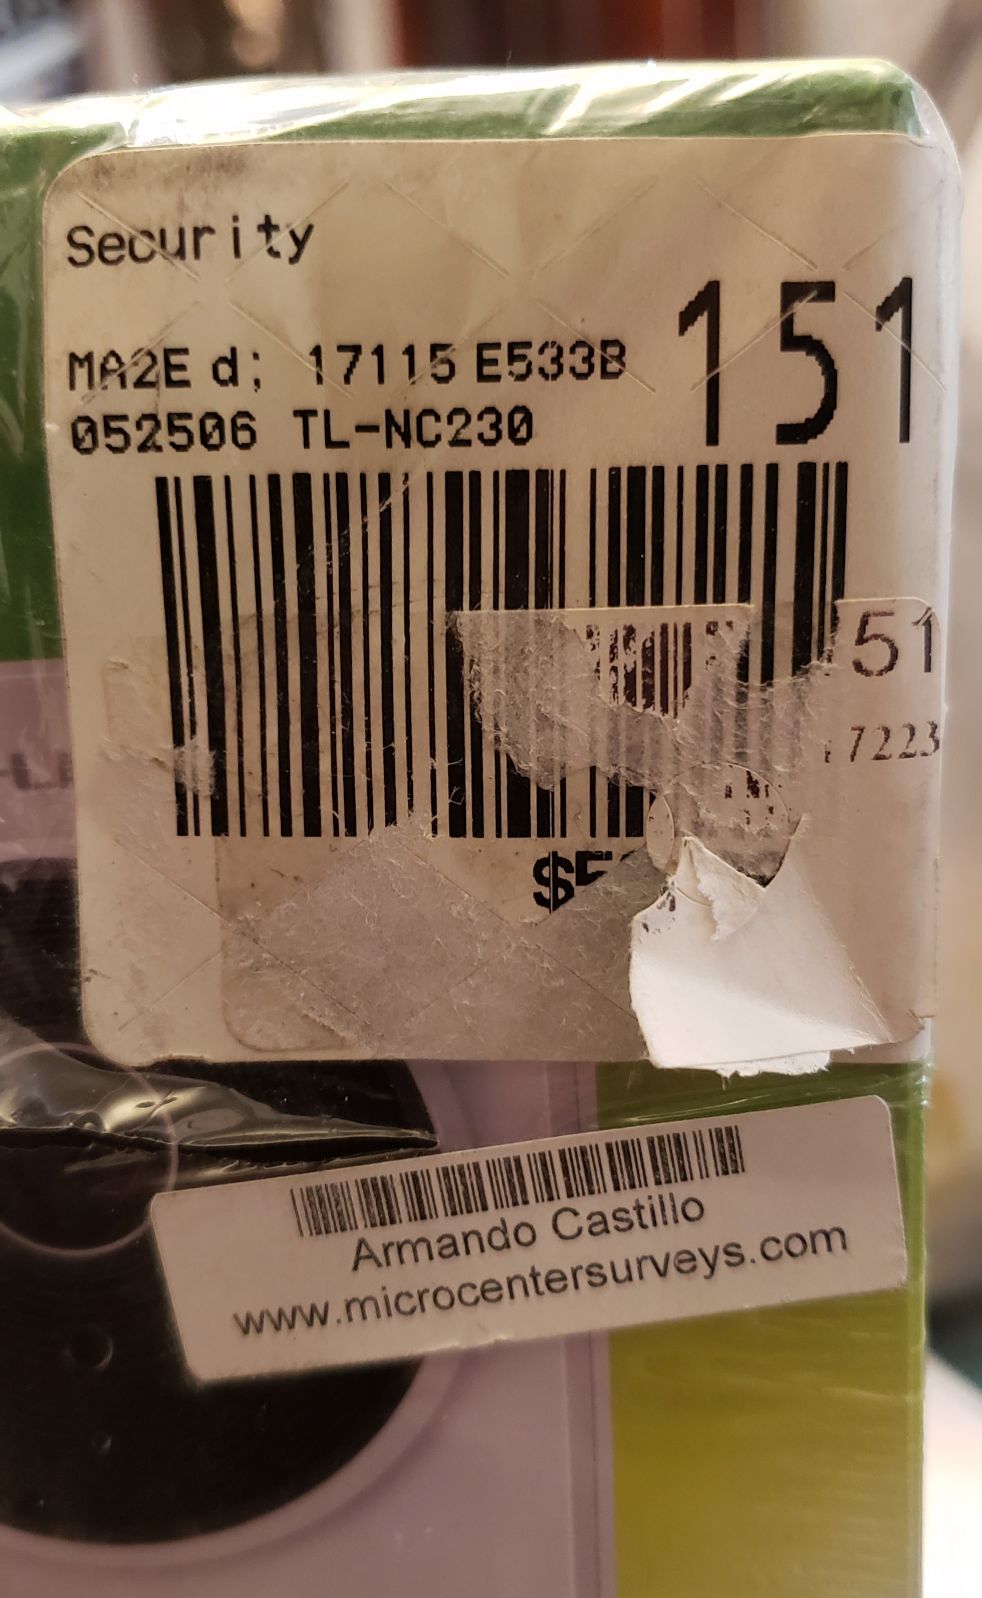 Security
151
MA2E d; 17115 E533B
052506 TL-NC230
51
7223
Armando Castillo
www.microcentersurveys.com